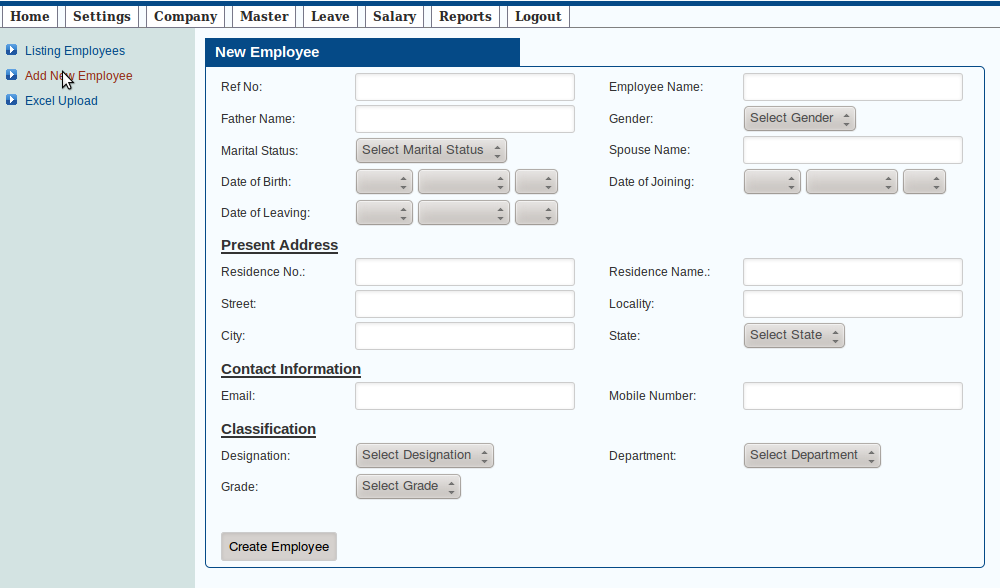 Home Settings Company Master Leave Salary Reports Logout
Listing Employees
Add New Employee
Excel Upload
New Employee
Ref No: Employee Name:
Father Name: Gender: Select Gender
Marital Status: Select Marital Status Spouse Name:
Date of Birth: Date of Joining:
Date of Leaving:
Present Address
Residence No.: Residence Name.:
Street: Locality:
City: State: Select State
Contact Information
Email: Mobile Number:
Classification
Designation: Select Designation Department: Select Department
Grade: Select Grade
Create Employee